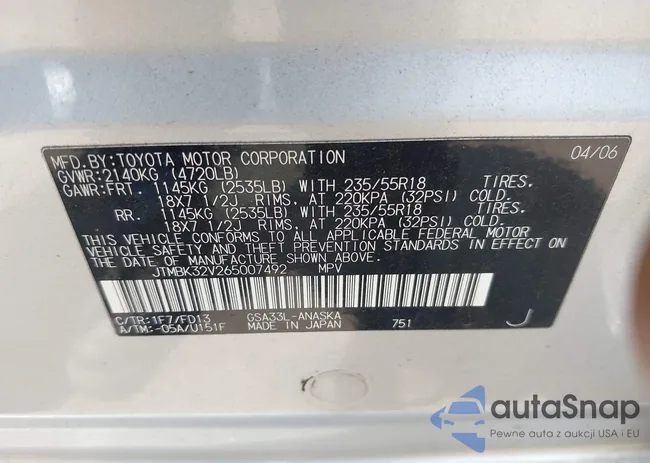 MFD.BY:TOYOTA MOTOR CORPORATION 04/06
GVWR:2140KG (4720LB)
GAWR:FRT. 1145KG (2535LB) WITH 235/55R18 TIRES.
18X7 1/2J RIMS. AT 220KPA (32PSI) COLD.
RR. 1145KG (2535LB) WITH 235/55R18 TIRES.
18X7 1/2J RIMS. AT 220KPA (32PSI) COLD.
THIS VEHICLE CONFORMS TO ALL APPLICABLE FEDERAL MOTOR
VEHICLE SAFETY AND THEFT PREVENTION STANDARDS IN EFFECT ON
THE DATE OF MANUFACTURE SHOWN ABOVE.
JTMBK32V265007492 MPV
C/TR:1F7/FD13 GSA33L-ANASKA
A/TM:-05A/U151F MADE IN JAPAN 751 J
autaSnap
Pewne auta z aukcji USA i EU